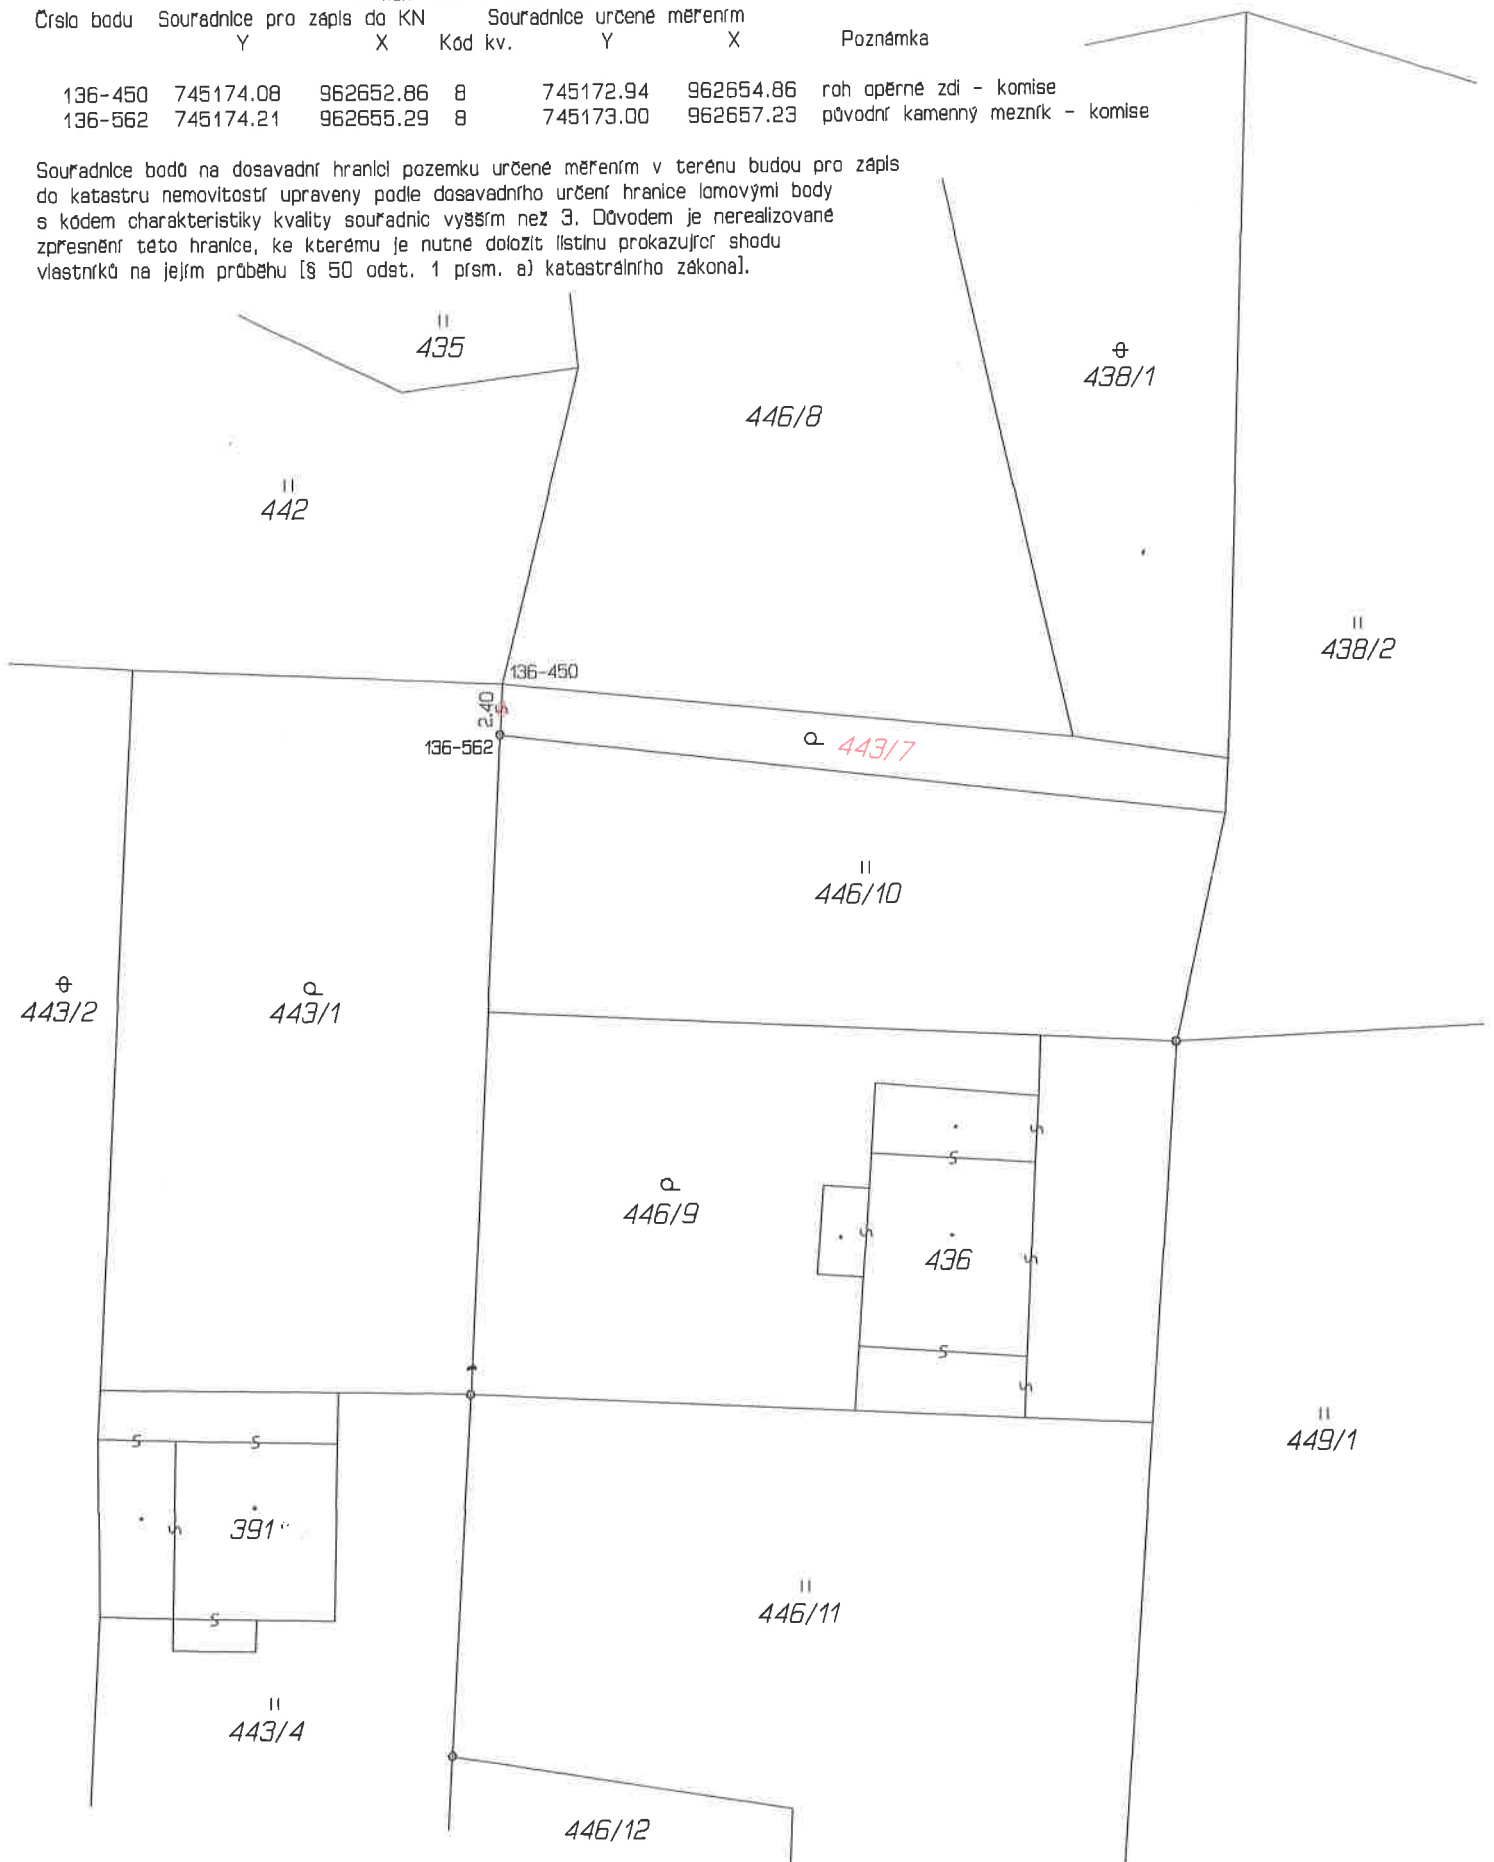 Číslo bodu Souřadnice pro zápis do KN Souřadnice určené měřením
Y X Kód kv. Y X Poznámka
136-450 745174.08 962652.86 8 745172.94 962654.86 roh opěrné zdi - komise
136-562 745174.21 962655.29 8 745173.00 962657.23 původní kamenný mezník - komise
Souřadnice bodů na dosavadní hranici pozemku určené měřením v terénu budou pro zápis
do katastru nemovitostí upraveny podle dosavadního určení hranice lomovými body
s kódem charakteristiky kvality souřadnic vyšším než 3. Důvodem je nerealizované
zpřesnění této hranice, ke kterému je nutné doložit listinu prokazující shodu
vlastníků na jejím průběhu [§ 50 odst. 1 písm. a) katastrálního zákona].
435
438/1
446/8
442
438/2
136-450
2.40
136-562
443/7
446/10
443/2
443/1
446/9
436
449/1
391
446/11
443/4
446/12